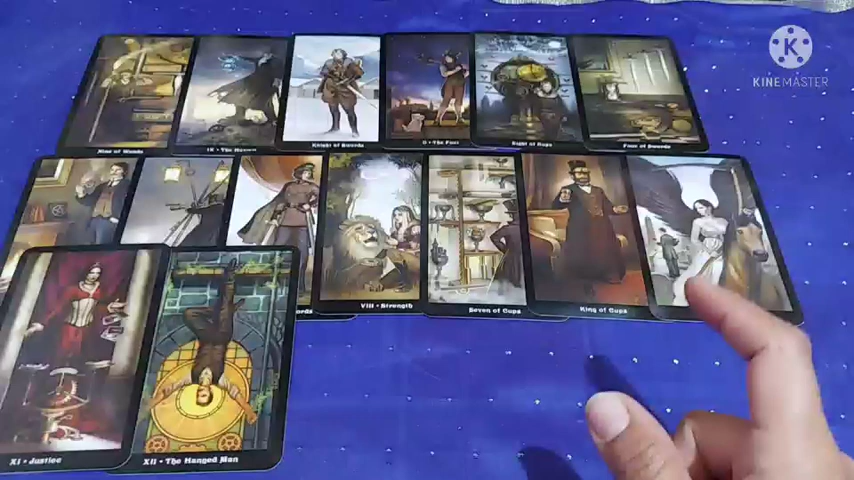 KINEMASTER
Nine of Wands
IX • The Hermit
Knight of Swords
0 • The Fool
Eight of Cups
Four of Swords
VIII • Strength
Seven of Cups
King of Cups
XI • Justice
XII • The Hanged Man